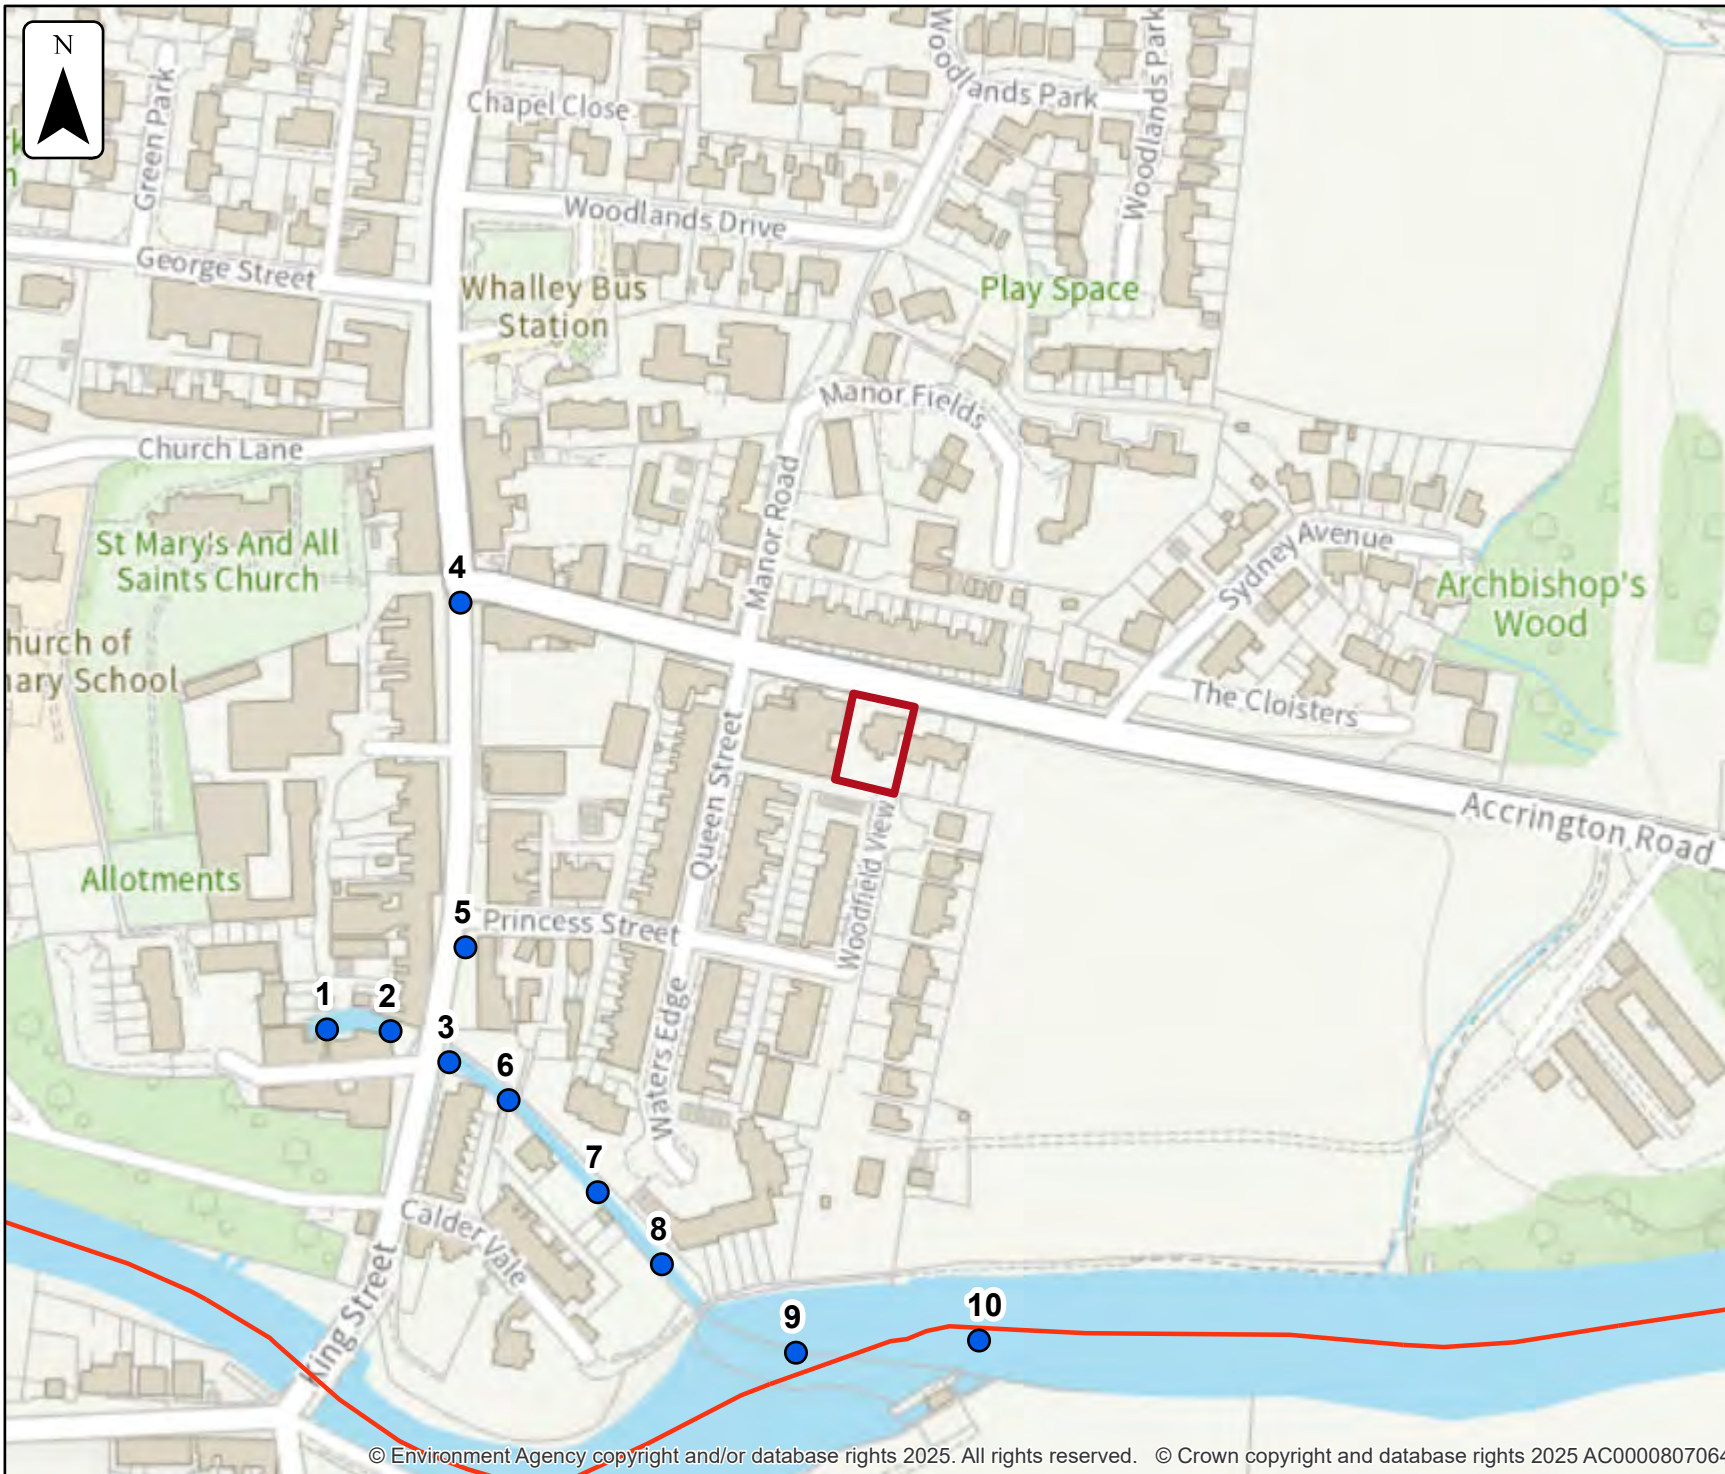 N
Green Park
Chapel Close
Woodlands Park
Woodlands Park
Woodlands Drive
George Street
Whalley Bus
Station
Play Space
Manor Fields
Church Lane
Manor Road
St Mary's And All
Saints Church
Sydney Avenue
Archbishop's
Wood
4
hurch of
ary School
The Cloisters
Queen Street
Accrington Road
Woodfield View
Allotments
5
Princess Street
1
2
3
Waters Edge
6
7
Calder Vale
8
King Street
9
10
© Environment Agency copyright and/or database rights 2025. All rights reserved. © Crown copyright and database rights 2025 AC0000807064